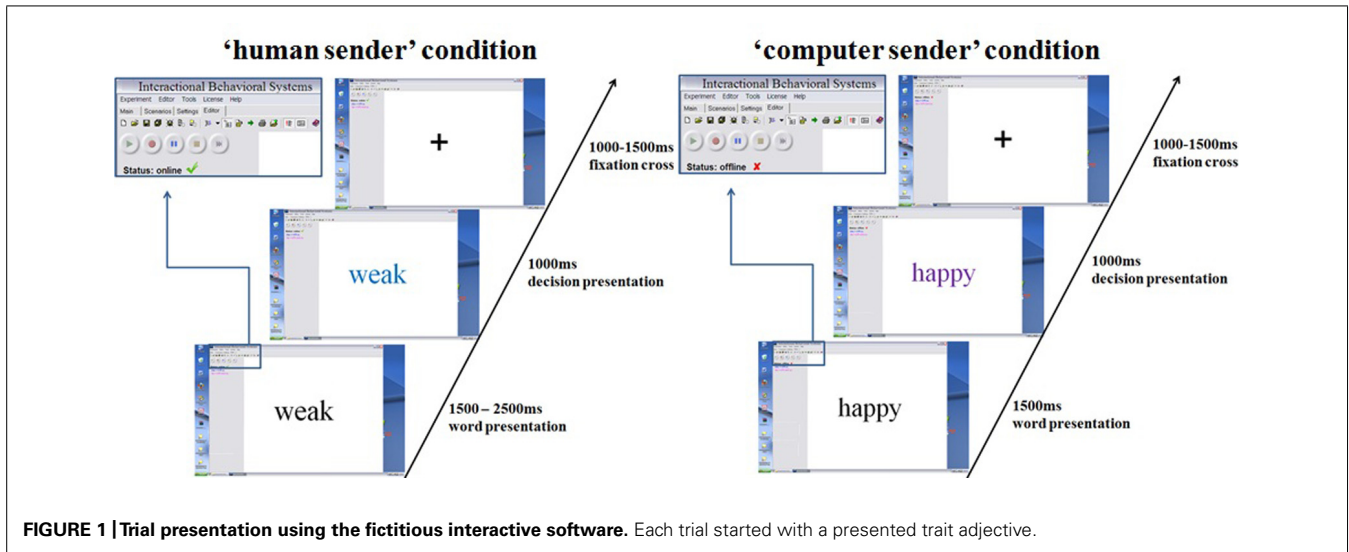 ‘human sender’ condition
Interactional Behavioral Systems
Experiment Editor Tools License Help
Main Scenarios Settings Editor
Status: online
+
1000-1500ms
fixation cross
weak
1000ms
decision presentation
weak
1500 – 2500ms
word presentation
‘computer sender’ condition
Interactional Behavioral Systems
Experiment Editor Tools License Help
Main Scenarios Settings Editor
Status: offline
+
1000-1500ms
fixation cross
happy
1000ms
decision presentation
happy
1500ms
word presentation
FIGURE 1 | Trial presentation using the fictitious interactive software. Each trial started with a presented trait adjective.